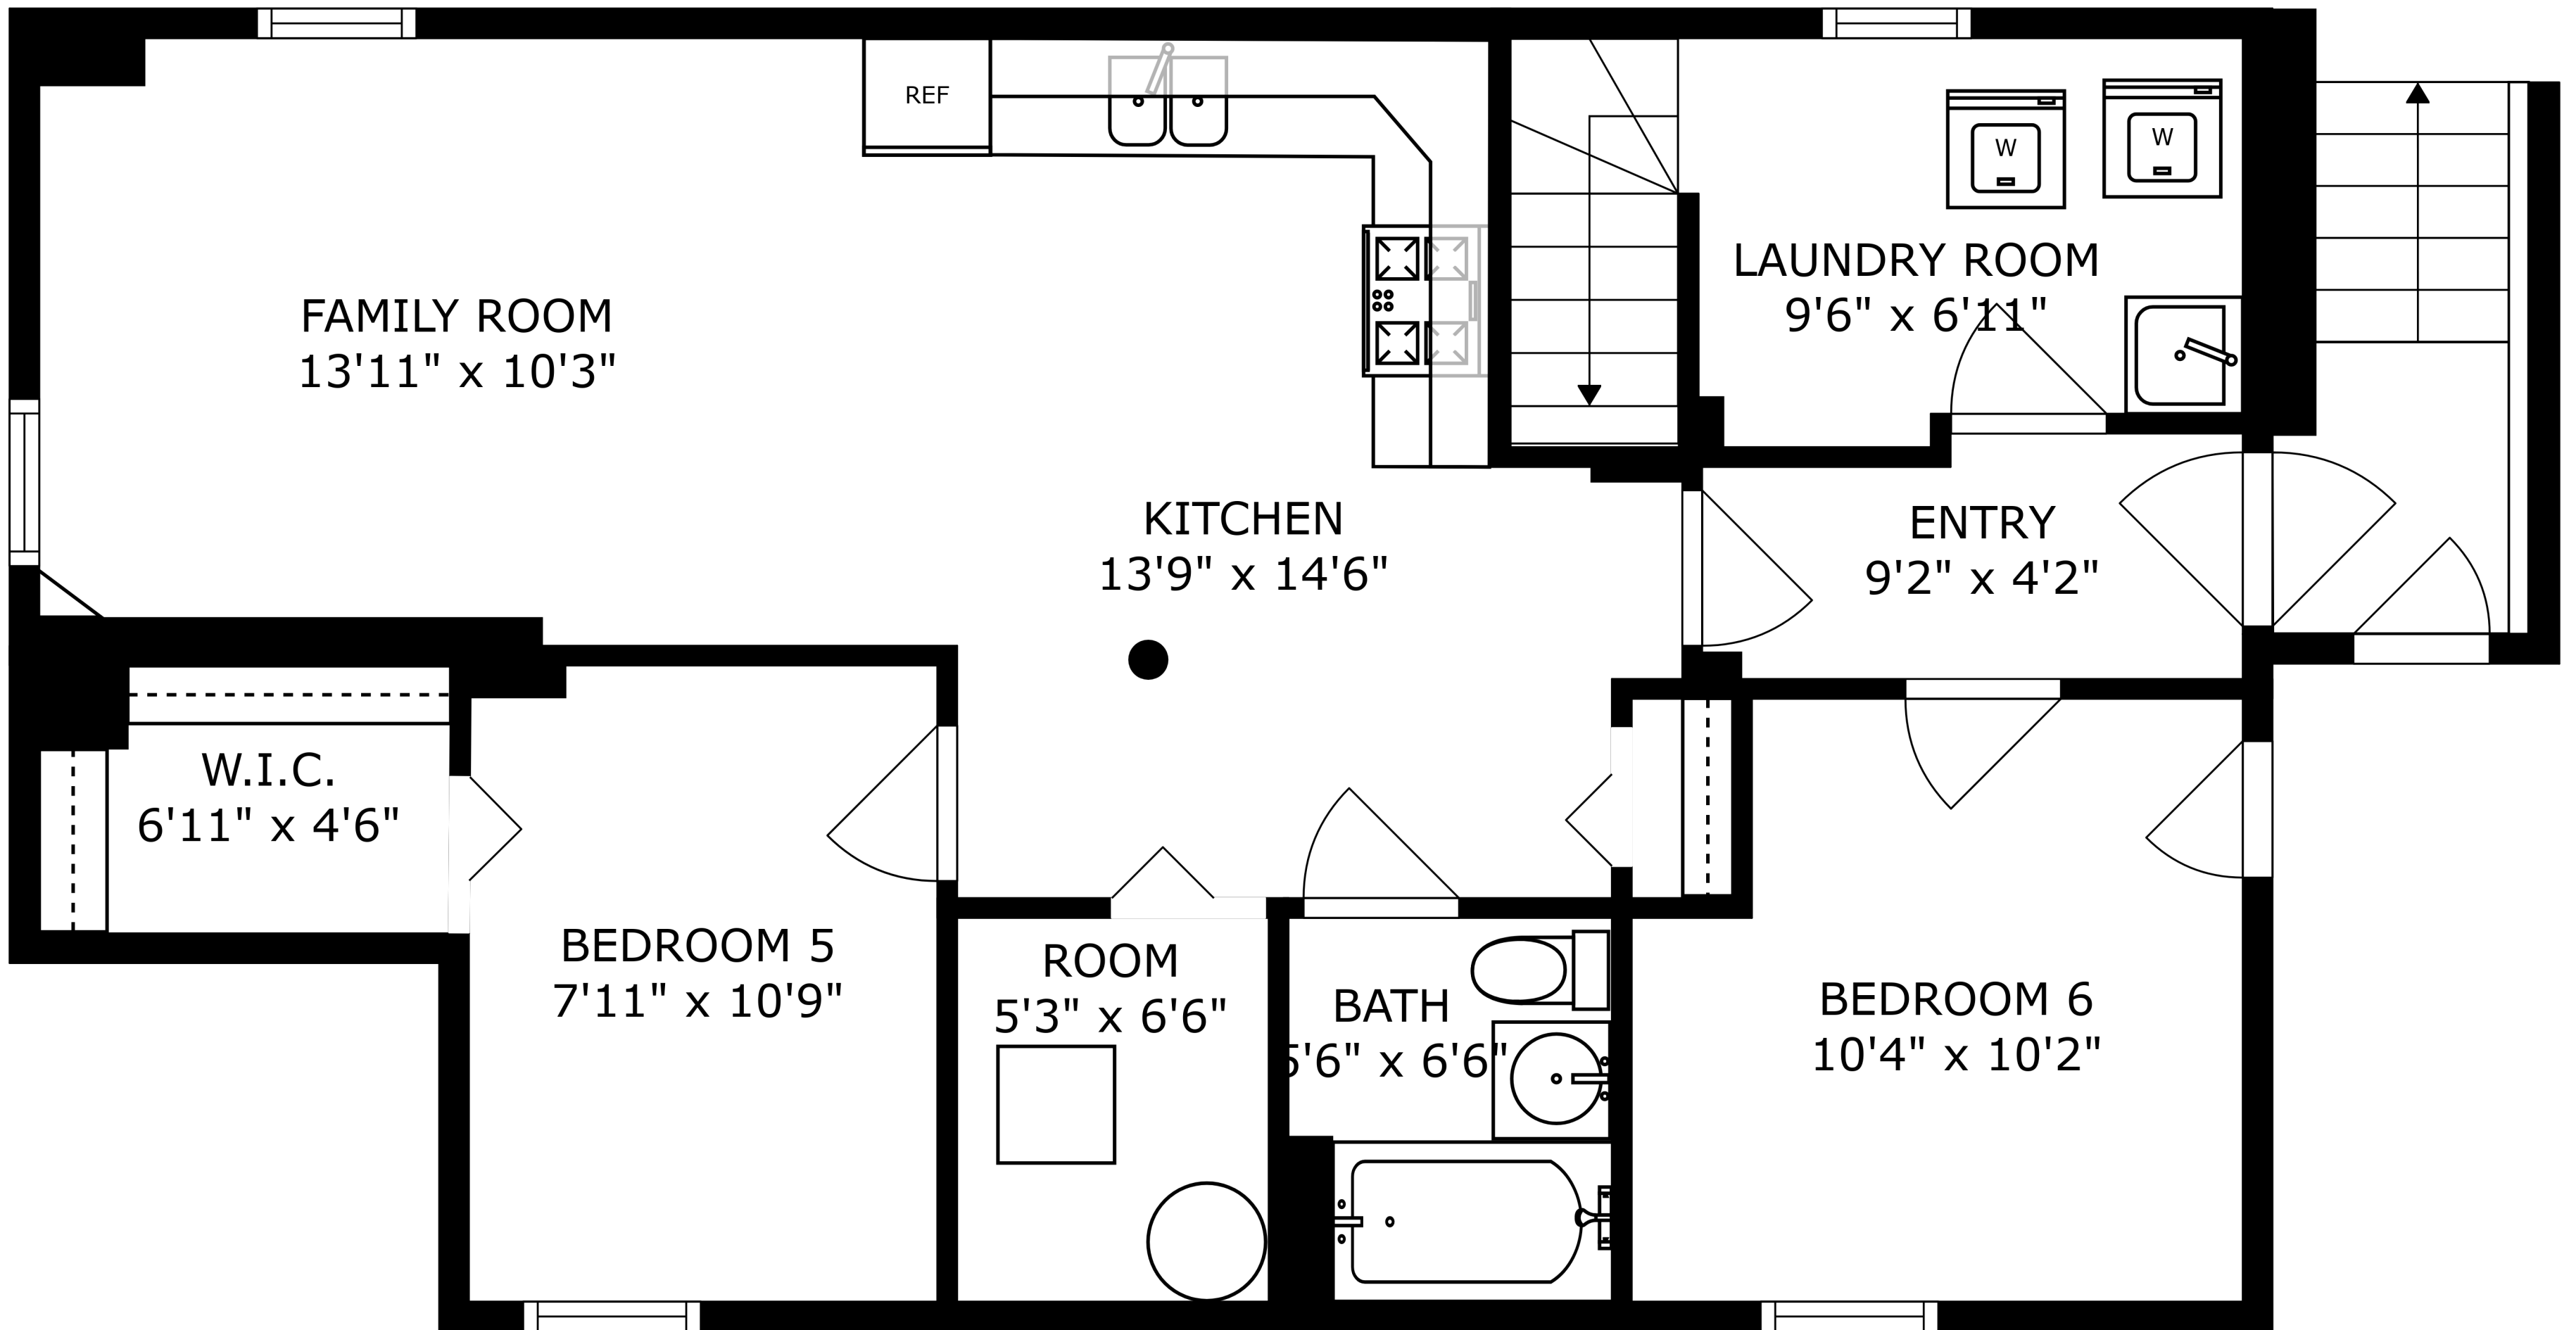 REF
W
W
LAUNDRY ROOM
9'6" x 6'11"
FAMILY ROOM
13'11" x 10'3"
KITCHEN
13'9" x 14'6"
ENTRY
9'2" x 4'2"
W.I.C.
6'11" x 4'6"
BEDROOM 5
7'11" x 10'9"
ROOM
5'3" x 6'6"
BATH
5'6" x 6'6"
BEDROOM 6
10'4" x 10'2"